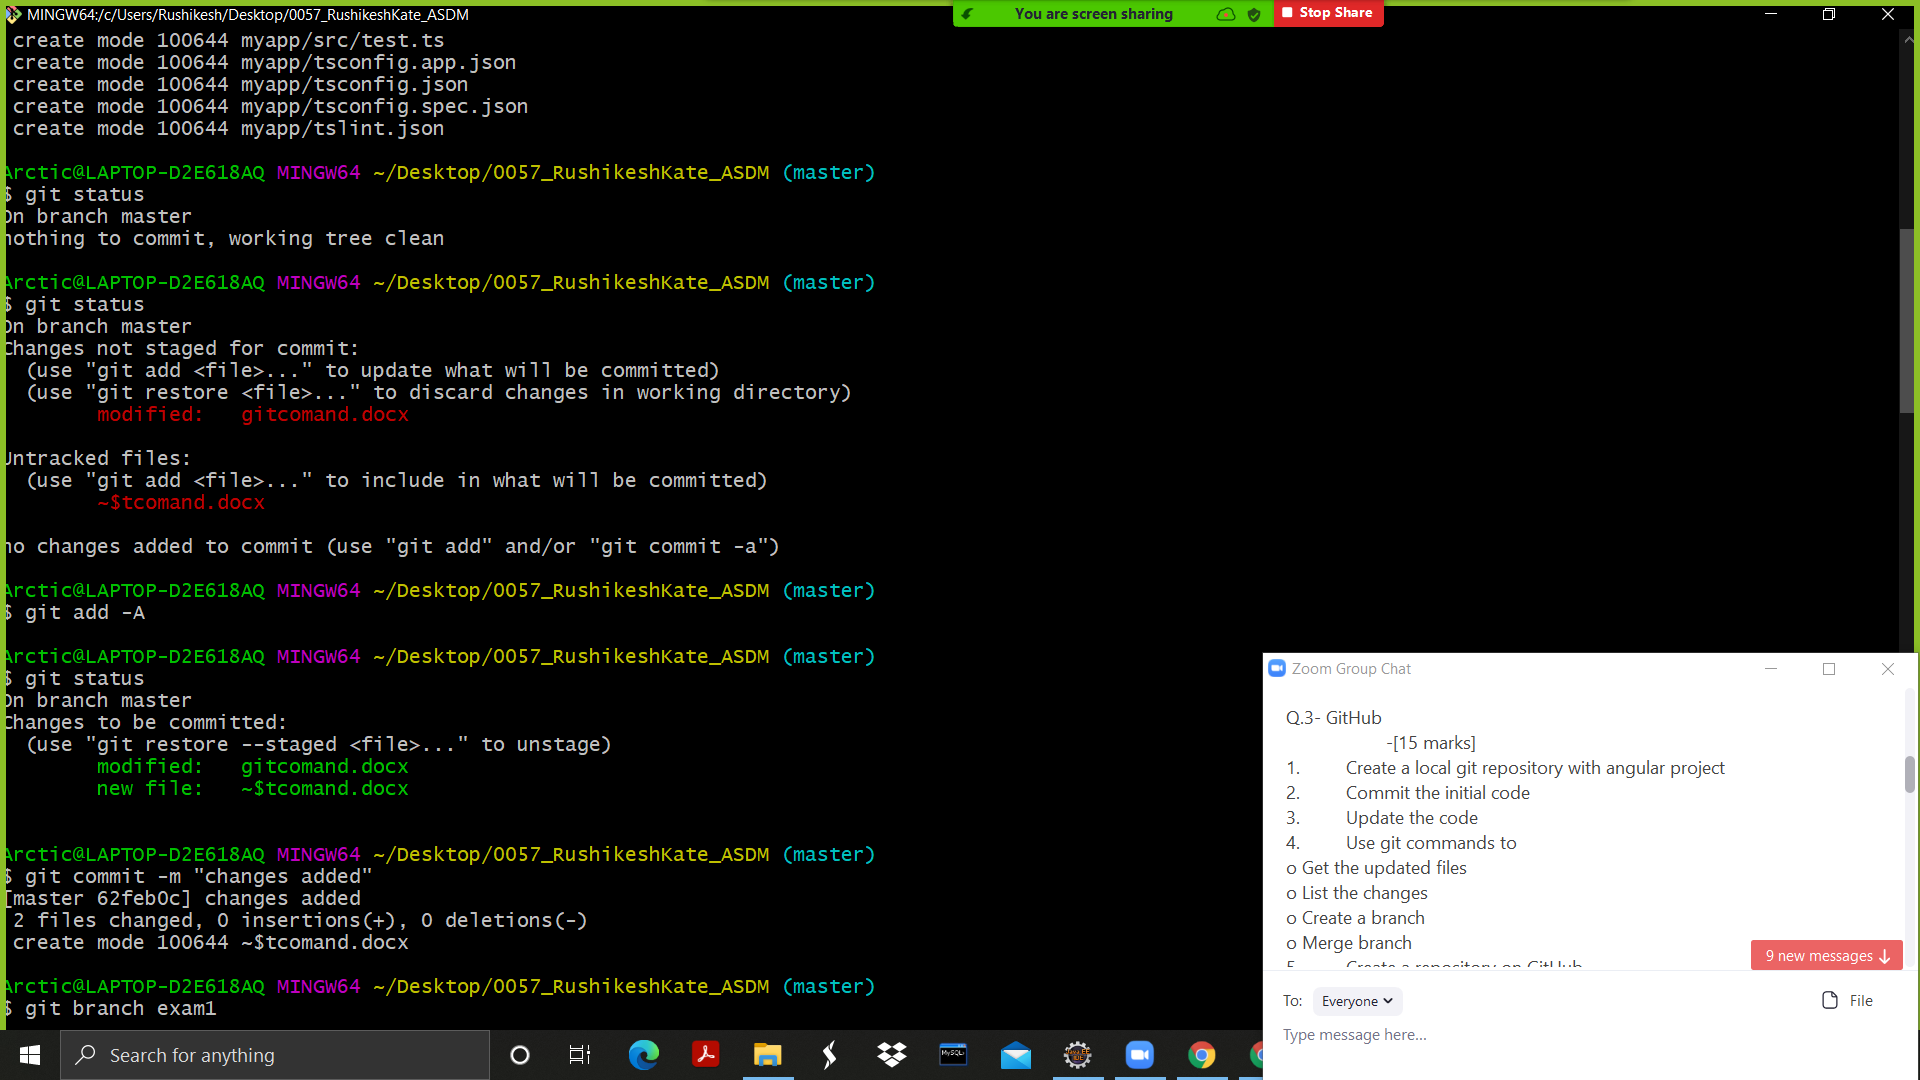 MINGW64:/c/Users/Rushikesh/Desktop/0057_RushikeshKate_ASDM
You are screen sharing
Stop Share
create mode 100644 myapp/src/test.ts
create mode 100644 myapp/tsconfig.app.json
create mode 100644 myapp/tsconfig.json
create mode 100644 myapp/tsconfig.spec.json
create mode 100644 myapp/tslint.json
Arctic@LAPTOP-D2E618AQ MINGW64 ~/Desktop/0057_RushikeshKate_ASDM (master)
$ git status
On branch master
nothing to commit, working tree clean
Arctic@LAPTOP-D2E618AQ MINGW64 ~/Desktop/0057_RushikeshKate_ASDM (master)
$ git status
On branch master
Changes not staged for commit:
(use "git add <file>..." to update what will be committed)
(use "git restore <file>..." to discard changes in working directory)
modified: gitcomand.docx
Untracked files:
(use "git add <file>..." to include in what will be committed)
~$tcomand.docx
no changes added to commit (use "git add" and/or "git commit -a")
Arctic@LAPTOP-D2E618AQ MINGW64 ~/Desktop/0057_RushikeshKate_ASDM (master)
$ git add -A
Arctic@LAPTOP-D2E618AQ MINGW64 ~/Desktop/0057_RushikeshKate_ASDM (master)
$ git status
On branch master
Changes to be committed:
(use "git restore --staged <file>..." to unstage)
modified: gitcomand.docx
new file: ~$tcomand.docx
Arctic@LAPTOP-D2E618AQ MINGW64 ~/Desktop/0057_RushikeshKate_ASDM (master)
$ git commit -m "changes added"
[master 62feb0c] changes added
2 files changed, 0 insertions(+), 0 deletions(-)
create mode 100644 ~$tcomand.docx
Arctic@LAPTOP-D2E618AQ MINGW64 ~/Desktop/0057_RushikeshKate_ASDM (master)
$ git branch exam1
Zoom Group Chat
Q.3- GitHub
-[15 marks]
1. Create a local git repository with angular project
2. Commit the initial code
3. Update the code
4. Use git commands to
o Get the updated files
o List the changes
o Create a branch
o Merge branch
5. Create a repository on GitHub
9 new messages
To: Everyone
File
Type message here...
Search for anything